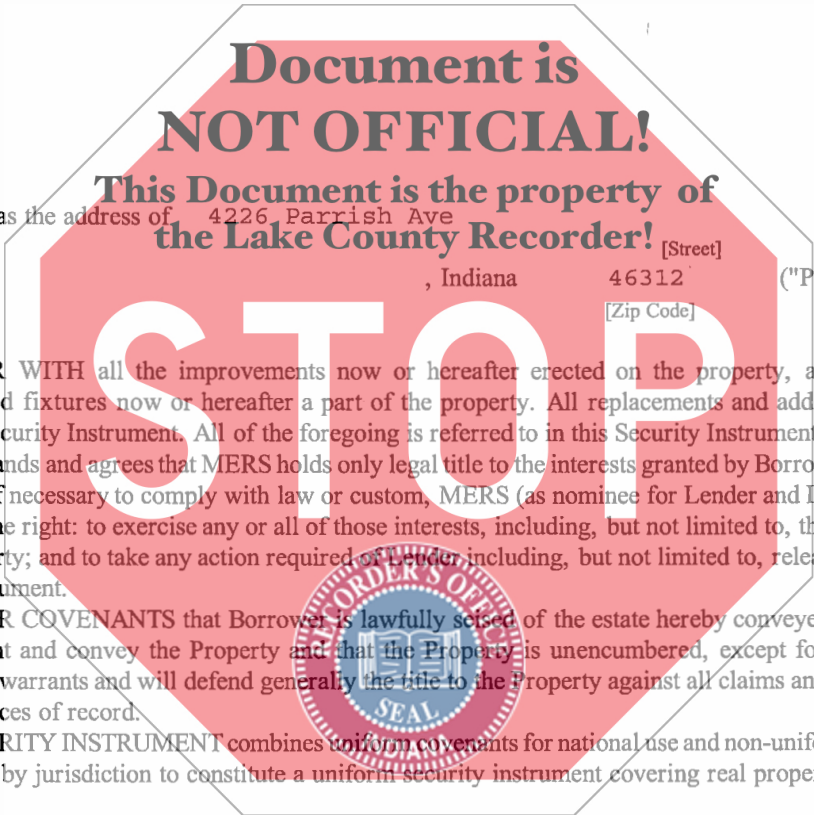 Document is
NOT OFFICIAL!
This Document is the property of
as the address of 4226 Parrish Ave
the Lake County Recorder!
[Street]
, Indiana 46312 ("P
[Zip Code]
STOP
R WITH all the improvements now or hereafter erected on the property, a
d fixtures now or hereafter a part of the property. All replacements and add
curity Instrument. All of the foregoing is referred to in this Security Instrument
nds and agrees that MERS holds only legal title to the interests granted by Borro
f necessary to comply with law or custom, MERS (as nominee for Lender and L
e right: to exercise any or all of those interests, including, but not limited to, th
rty; and to take any action required of Lender including, but not limited to, relea
ument.
R COVENANTS that Borrower is lawfully seised of the estate hereby conveye
t and convey the Property and that the Property is unencumbered, except fo
warrants and will defend generally the title to the Property against all claims an
ces of record.
RITY INSTRUMENT combines uniform covenants for national use and non-unifo
by jurisdiction to constitute a uniform security instrument covering real prope
RECORDER'S OFFICE
SEAL
INDIANA